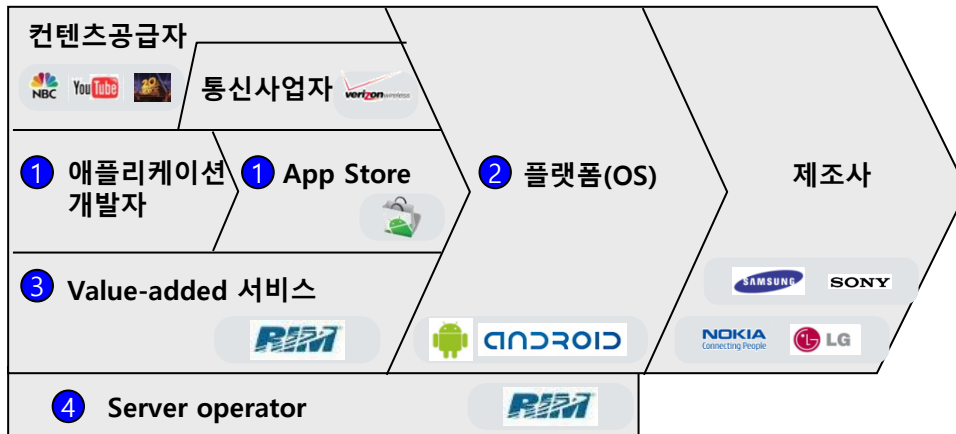 컨텐츠공급자
NBC YouTube
통신사업자 verizonwireless
1 애플리케이션
개발자
1 App Store
2 플랫폼(OS)
제조사
3 Value-added 서비스
RIM
ANDROID
SAMSUNG SONY
NOKIA
Connecting People
LG
4 Server operator RIM